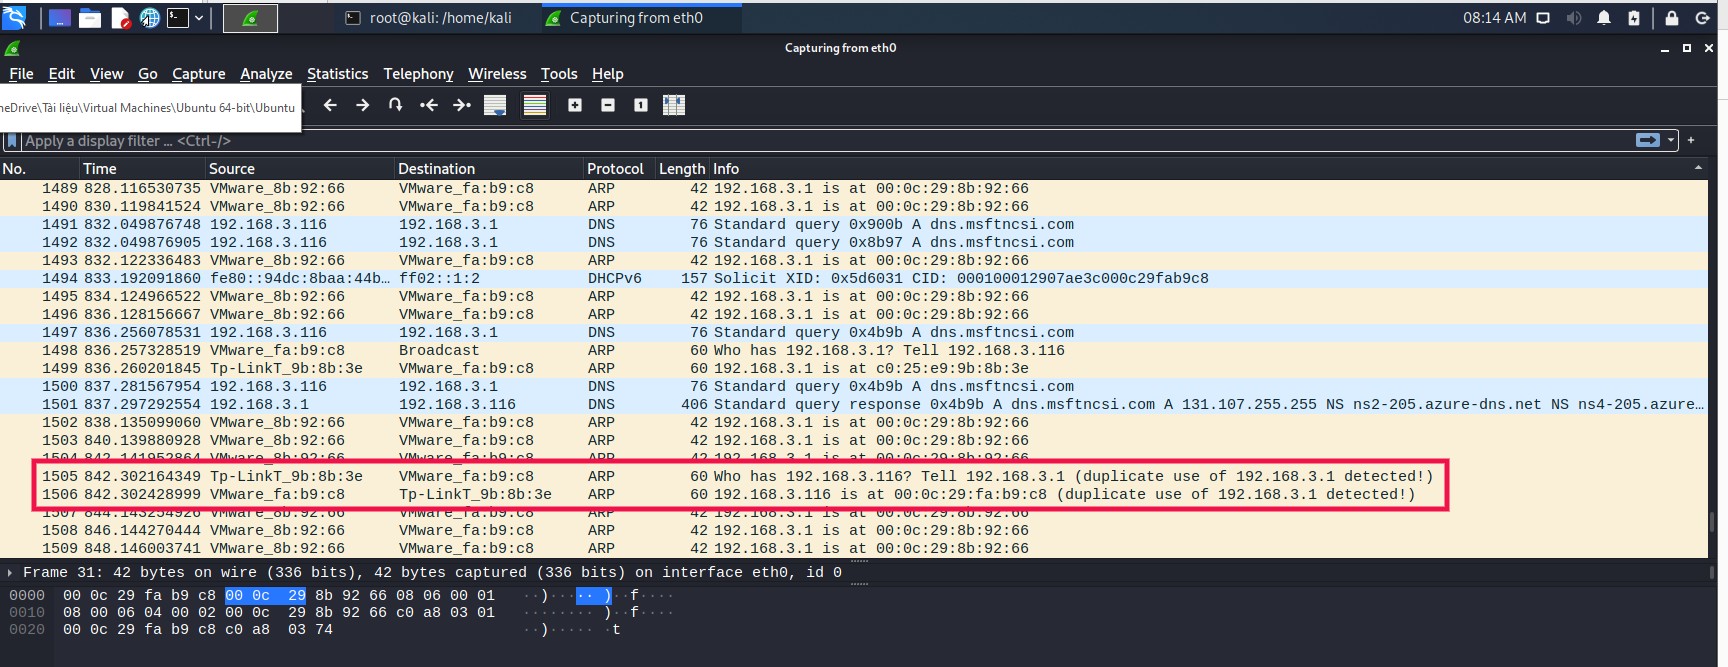 root@kali: /home/kali
Capturing from eth0
08:14 AM
Capturing from eth0
File Edit View Go Capture Analyze Statistics Telephony Wireless Tools Help
neDrive\Tài liệu\Virtual Machines\Ubuntu 64-bit\Ubuntu
Apply a display filter ... <Ctrl-/>
No. Time Source Destination Protocol Length Info
1489 828.116530735 VMware_8b:92:66 VMware_fa:b9:c8 ARP 42 192.168.3.1 is at 00:0c:29:8b:92:66
1490 830.119841524 VMware_8b:92:66 VMware_fa:b9:c8 ARP 42 192.168.3.1 is at 00:0c:29:8b:92:66
1491 832.049876748 192.168.3.116 192.168.3.1 DNS 76 Standard query 0x900b A dns.msftncsi.com
1492 832.049876905 192.168.3.116 192.168.3.1 DNS 76 Standard query 0x8b97 A dns.msftncsi.com
1493 832.122336483 VMware_8b:92:66 VMware_fa:b9:c8 ARP 42 192.168.3.1 is at 00:0c:29:8b:92:66
1494 833.192091860 fe80::94dc:8baa:44b… ff02::1:2 DHCPv6 157 Solicit XID: 0x5d6031 CID: 000100012907ae3c000c29fab9c8
1495 834.124966522 VMware_8b:92:66 VMware_fa:b9:c8 ARP 42 192.168.3.1 is at 00:0c:29:8b:92:66
1496 836.128156667 VMware_8b:92:66 VMware_fa:b9:c8 ARP 42 192.168.3.1 is at 00:0c:29:8b:92:66
1497 836.256078531 192.168.3.116 192.168.3.1 DNS 76 Standard query 0x4b9b A dns.msftncsi.com
1498 836.257328519 VMware_fa:b9:c8 Broadcast ARP 60 Who has 192.168.3.1? Tell 192.168.3.116
1499 836.260201845 Tp-LinkT_9b:8b:3e VMware_fa:b9:c8 ARP 60 192.168.3.1 is at c0:25:e9:9b:8b:3e
1500 837.281567954 192.168.3.116 192.168.3.1 DNS 76 Standard query 0x4b9b A dns.msftncsi.com
1501 837.297292554 192.168.3.1 192.168.3.116 DNS 406 Standard query response 0x4b9b A dns.msftncsi.com A 131.107.255.255 NS ns2-205.azure-dns.net NS ns4-205.azure…
1502 838.135099060 VMware_8b:92:66 VMware_fa:b9:c8 ARP 42 192.168.3.1 is at 00:0c:29:8b:92:66
1503 840.139880928 VMware_8b:92:66 VMware_fa:b9:c8 ARP 42 192.168.3.1 is at 00:0c:29:8b:92:66
1504 842.141952864 VMware_8b:92:66 VMware_fa:b9:c8 ARP 42 192.168.3.1 is at 00:0c:29:8b:92:66
1505 842.302164349 Tp-LinkT_9b:8b:3e VMware_fa:b9:c8 ARP 60 Who has 192.168.3.116? Tell 192.168.3.1 (duplicate use of 192.168.3.1 detected!)
1506 842.302428999 VMware_fa:b9:c8 Tp-LinkT_9b:8b:3e ARP 60 192.168.3.116 is at 00:0c:29:fa:b9:c8 (duplicate use of 192.168.3.1 detected!)
1507 844.143254926 VMware_8b:92:66 VMware_fa:b9:c8 ARP 42 192.168.3.1 is at 00:0c:29:8b:92:66
1508 846.144270444 VMware_8b:92:66 VMware_fa:b9:c8 ARP 42 192.168.3.1 is at 00:0c:29:8b:92:66
1509 848.146003741 VMware_8b:92:66 VMware_fa:b9:c8 ARP 42 192.168.3.1 is at 00:0c:29:8b:92:66
Frame 31: 42 bytes on wire (336 bits), 42 bytes captured (336 bits) on interface eth0, id 0
0000 00 0c 29 fa b9 c8 00 0c 29 8b 92 66 08 06 00 01 ··)···· )··f····
0010 08 00 06 04 00 02 00 0c 29 8b 92 66 c0 a8 03 01 ········ )··f····
0020 00 0c 29 fa b9 c8 c0 a8 03 74 ··)····· ·t